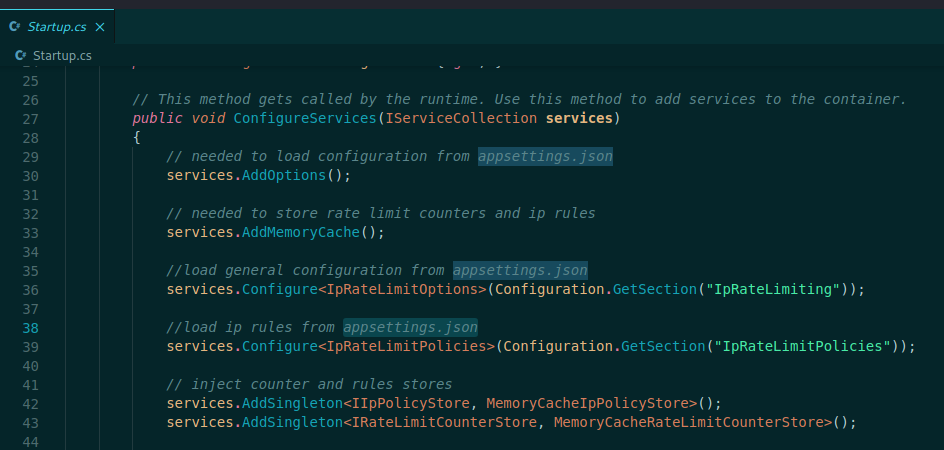 Startup.cs ×
Startup.cs
25
26 // This method gets called by the runtime. Use this method to add services to the container.
27 public void ConfigureServices(IServiceCollection services)
28 {
29 // needed to load configuration from appsettings.json
30 services.AddOptions();
31
32 // needed to store rate limit counters and ip rules
33 services.AddMemoryCache();
34
35 //load general configuration from appsettings.json
36 services.Configure<IpRateLimitOptions>(Configuration.GetSection("IpRateLimiting"));
37
38 //load ip rules from appsettings.json
39 services.Configure<IpRateLimitPolicies>(Configuration.GetSection("IpRateLimitPolicies"));
40
41 // inject counter and rules stores
42 services.AddSingleton<IIpPolicyStore, MemoryCacheIpPolicyStore>();
43 services.AddSingleton<IRateLimitCounterStore, MemoryCacheRateLimitCounterStore>();
44